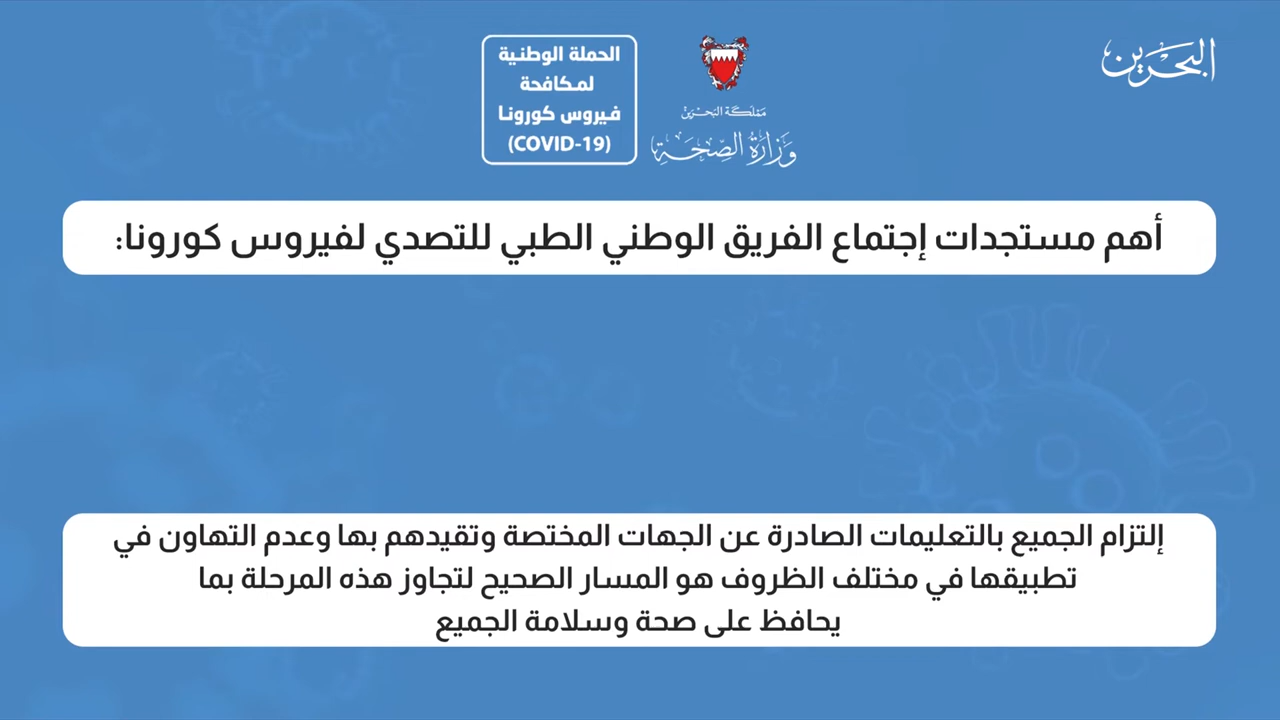 البحرين
مملكة البحرين
وزارة الصحة
الحملة الوطنية
لمكافحة
فيروس كورونا
(COVID-19)
أهم مستجدات إجتماع الفريق الوطني الطبي للتصدي لفيروس كورونا:
إلتزام الجميع بالتعليمات الصادرة عن الجهات المختصة وتقيدهم بها وعدم التهاون في
تطبيقها في مختلف الظروف هو المسار الصحيح لتجاوز هذه المرحلة بما
يحافظ على صحة وسلامة الجميع